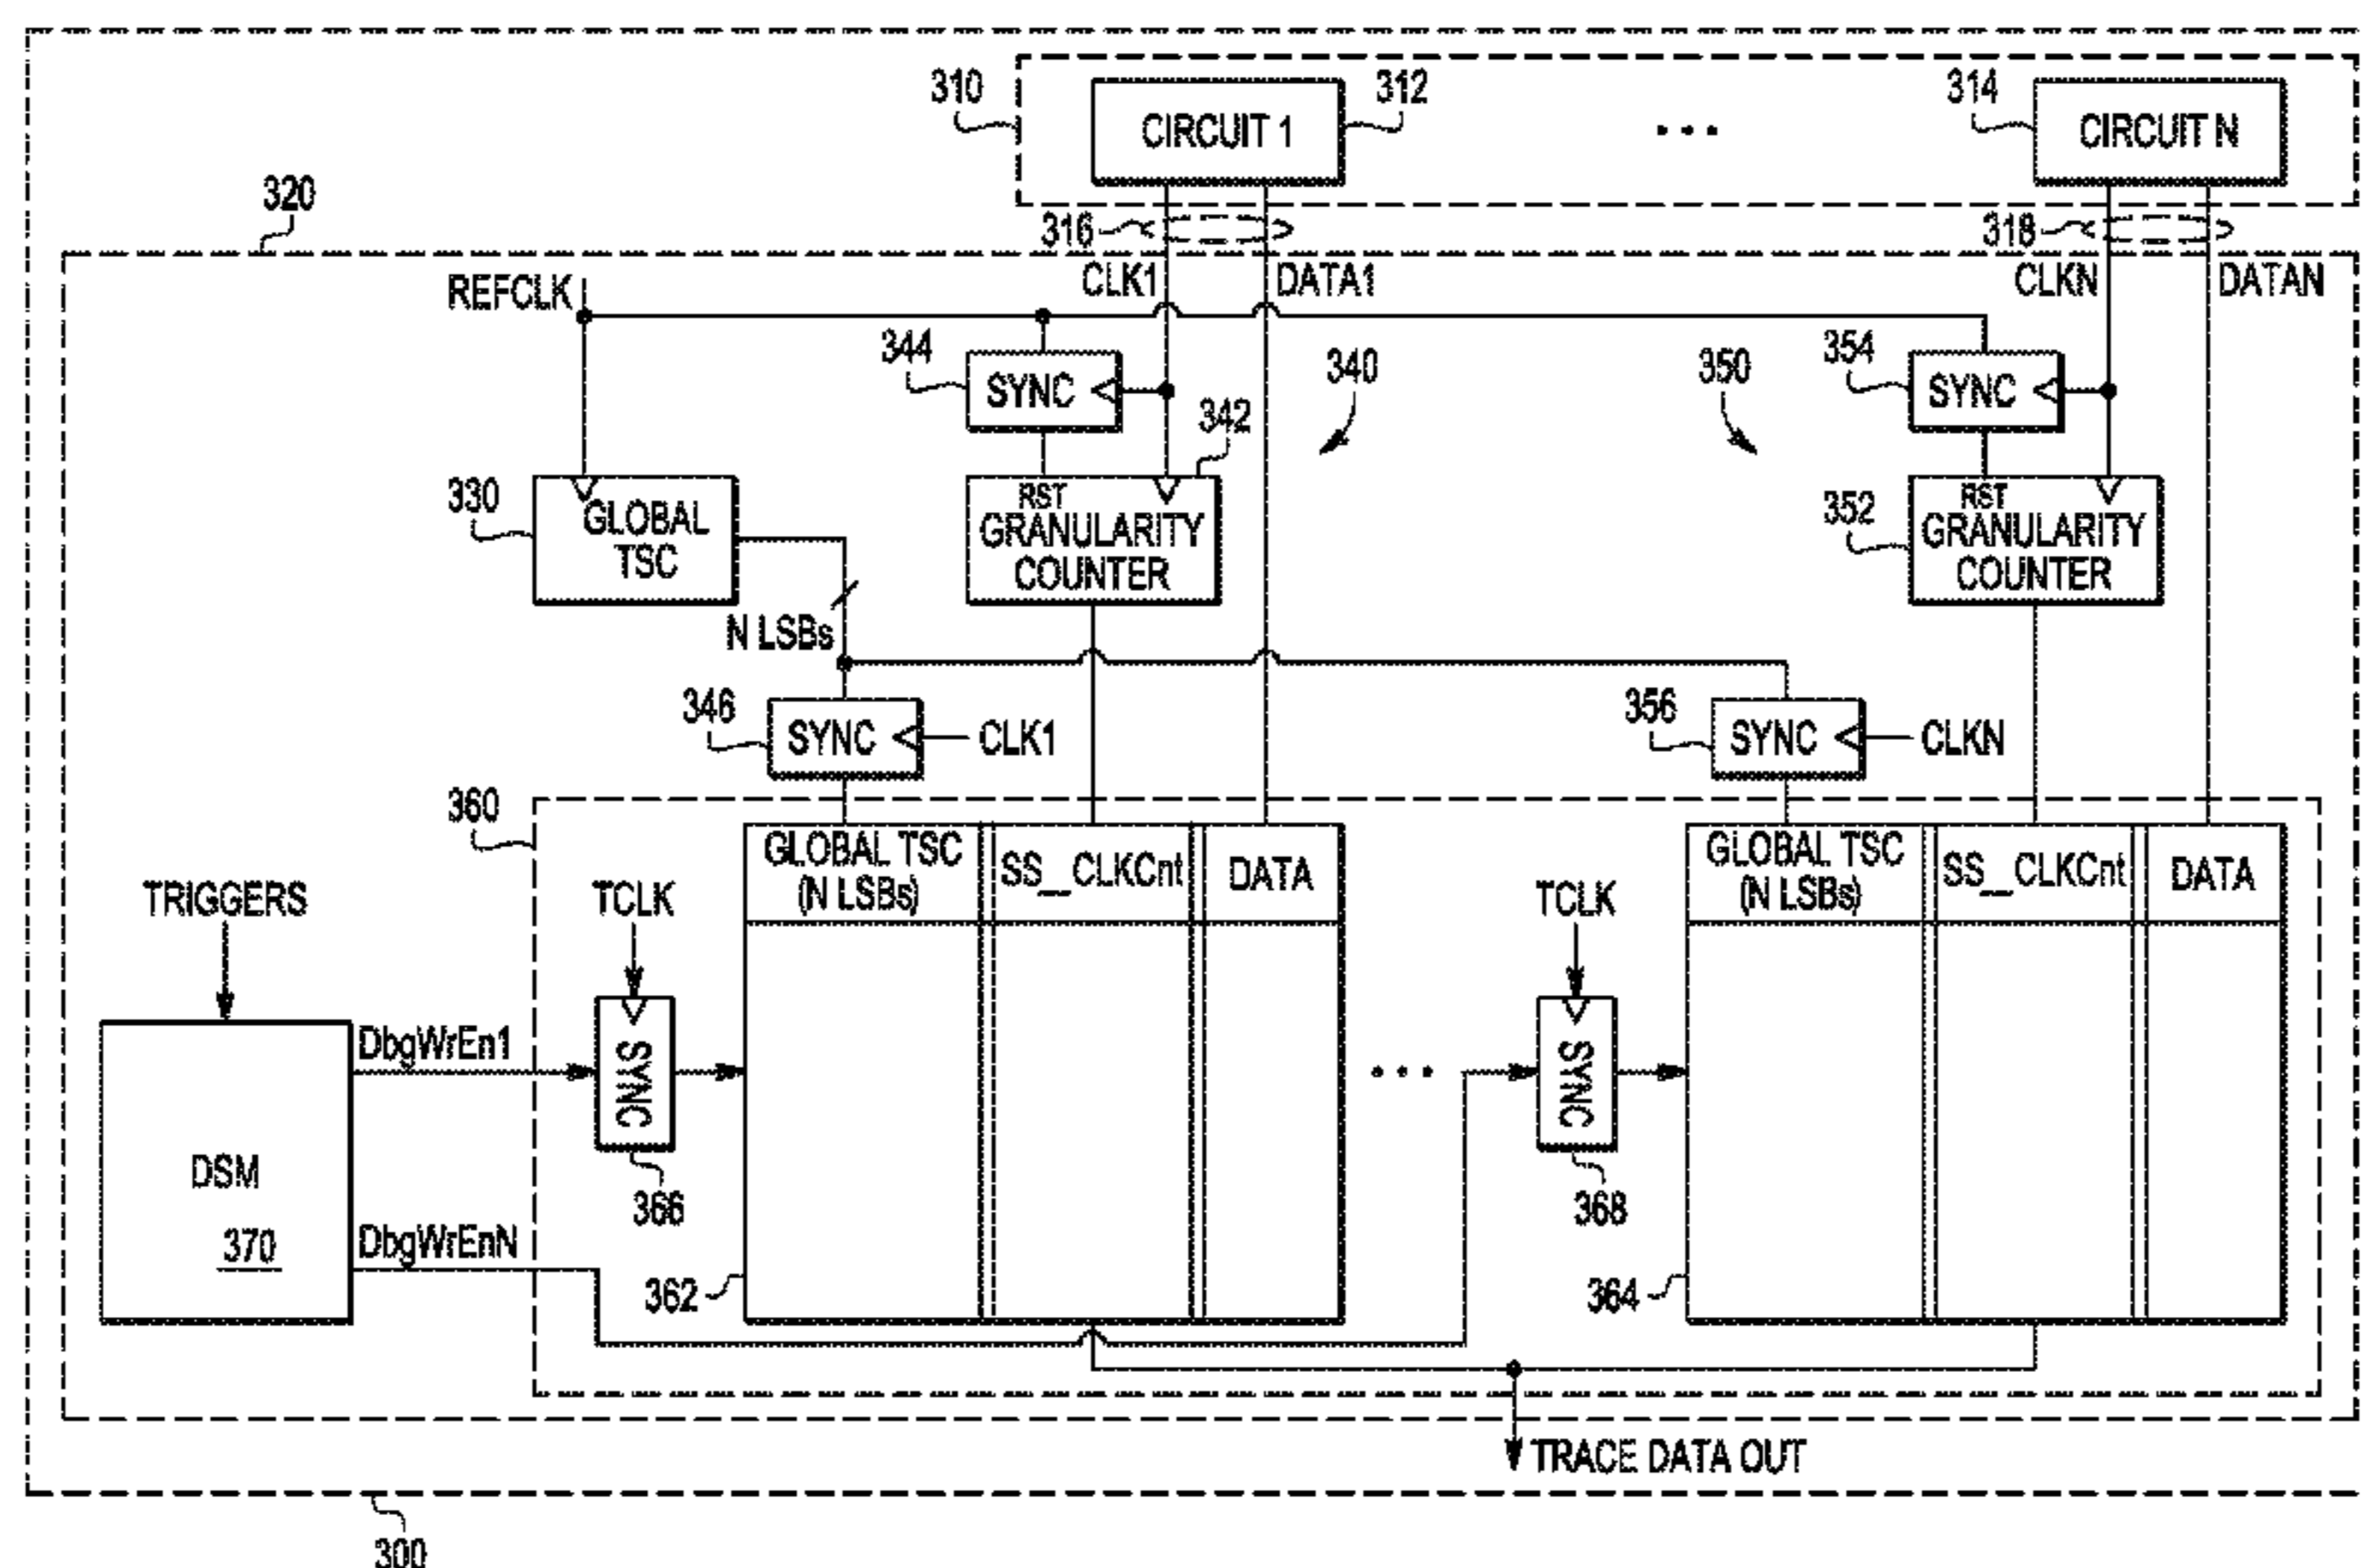 310
CIRCUIT 1
312
...
314
CIRCUIT N
320
316
318
REFCLK
CLK1
DATA1
CLKN
DATAN
344
SYNC
340
350
354
SYNC
342
330
GLOBAL
TSC
RST
GRANULARITY
COUNTER
352
RST
GRANULARITY
COUNTER
N LSBs
346
SYNC
CLK1
356
SYNC
CLKN
360
GLOBAL TSC
(N LSBs)
SS__CLKCnt
DATA
GLOBAL TSC
(N LSBs)
SS__CLKCnt
DATA
TRIGGERS
TCLK
TCLK
DbgWrEn1
SYNC
...
SYNC
DSM
370
366
368
DbgWrEnN
362
364
TRACE DATA OUT
300